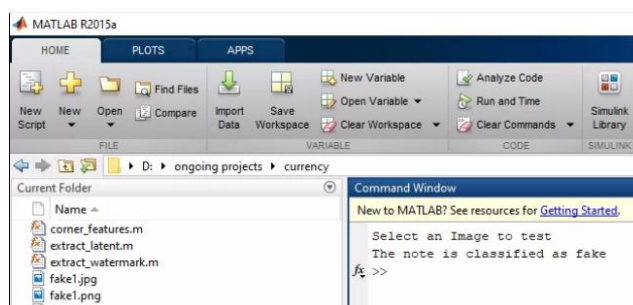 MATLAB R2015a
HOME
PLOTS
APPS
New Script
New
Open
Find Files
Compare
Import Data
Save Workspace
New Variable
Open Variable
Clear Workspace
Analyze Code
Run and Time
Clear Commands
Simulink Library
FILE
VARIABLE
CODE
SIMULINK
D: ongoing projects currency
Current Folder
Name
corner_features.m
extract_latent.m
extract_watermark.m
fake1.jpg
fake1.png
Command Window
New to MATLAB? See resources for Getting Started.
Select an Image to test
The note is classified as fake
fx >>